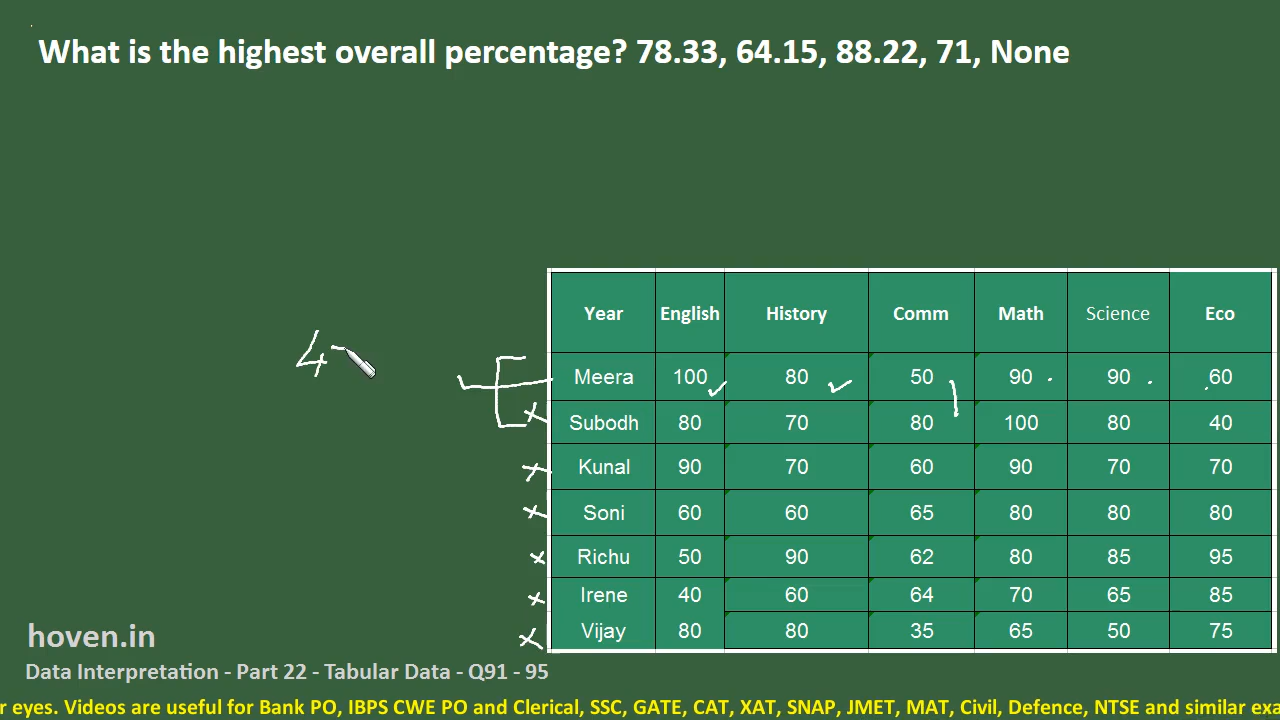 What is the highest overall percentage? 78.33, 64.15, 88.22, 71, None
Year English History Comm Math Science Eco
Meera 100 80 50 90 90 60
Subodh 80 70 80 100 80 40
Kunal 90 70 60 90 70 70
Soni 60 60 65 80 80 80
Richu 50 90 62 80 85 95
Irene 40 60 64 70 65 85
Vijay 80 80 35 65 50 75
4
hoven.in
Data Interpretation - Part 22 - Tabular Data - Q91 - 95
r eyes. Videos are useful for Bank PO, IBPS CWE PO and Clerical, SSC, GATE, CAT, XAT, SNAP, JMET, MAT, Civil, Defence, NTSE and similar exa